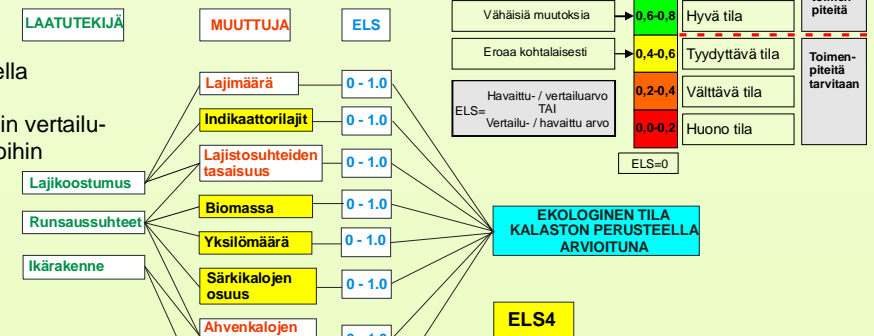 LAATUTEKIJÄ
MUUTTUJA
ELS
Vähäisiä muutoksia
0,6-0,8
Hyvä tila
piteitä
Eroaa kohtalaisesti
0,4-0,6
Tyydyttävä tila
Toimen-
piteitä
tarvitaan
0,2-0,4
Välttävä tila
0,0-0,2
Huono tila
ELS=
Havaittu- / vertailuarvo
TAI
Vertailu- / havaittu arvo
ELS=0
ella
in vertailu-
oihin
Lajikoostumus
Runsaussuhteet
Ikärakenne
Lajimäärä
0 - 1.0
Indikaattorilajit
0 - 1.0
Lajistosuhteiden
tasaisuus
0 - 1.0
Biomassa
0 - 1.0
Yksilömäärä
0 - 1.0
Särkikalojen
osuus
0 - 1.0
Ahvenkalojen
EKOLOGINEN TILA
KALASTON PERUSTEELLA
ARVIOITUNA
ELS4